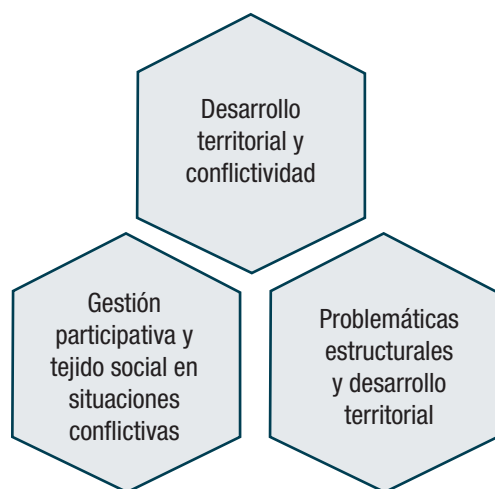 Desarrollo
territorial y
conflictividad
Gestión
participativa y
tejido social en
situaciones
conflictivas
Problemáticas
estructurales
y desarrollo
territorial